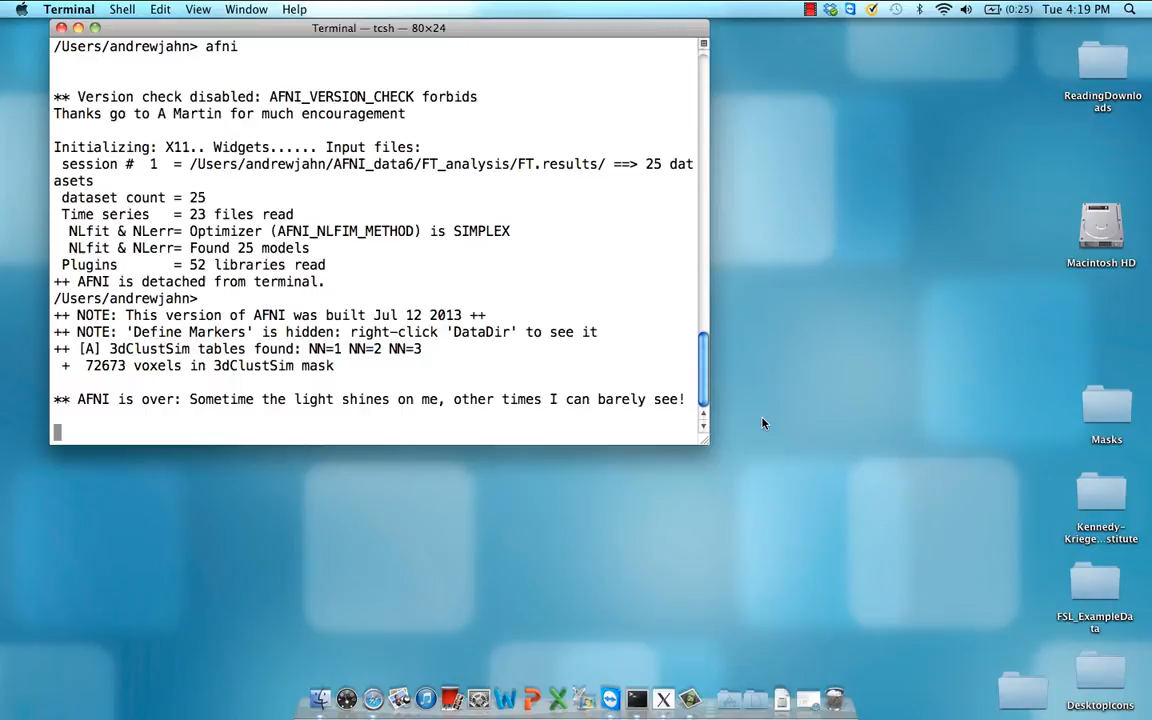 Terminal Shell Edit View Window Help
(0:25) Tue 4:19 PM
Terminal — tcsh — 80×24
/Users/andrewjahn> afni
** Version check disabled: AFNI_VERSION_CHECK forbids
Thanks go to A Martin for much encouragement
Initializing: X11.. Widgets...... Input files:
session # 1 = /Users/andrewjahn/AFNI_data6/FT_analysis/FT.results/ ==> 25 dat
asets
dataset count = 25
Time series = 23 files read
NLfit & NLerr= Optimizer (AFNI_NLFIM_METHOD) is SIMPLEX
NLfit & NLerr= Found 25 models
Plugins = 52 libraries read
++ AFNI is detached from terminal.
/Users/andrewjahn>
++ NOTE: This version of AFNI was built Jul 12 2013 ++
++ NOTE: 'Define Markers' is hidden: right-click 'DataDir' to see it
++ [A] 3dClustSim tables found: NN=1 NN=2 NN=3
+ 72673 voxels in 3dClustSim mask
** AFNI is over: Sometime the light shines on me, other times I can barely see!
ReadingDownlo
ads
Macintosh HD
Masks
Kennedy-
Kriege...stitute
FSL_ExampleDa
ta
DesktopIcons